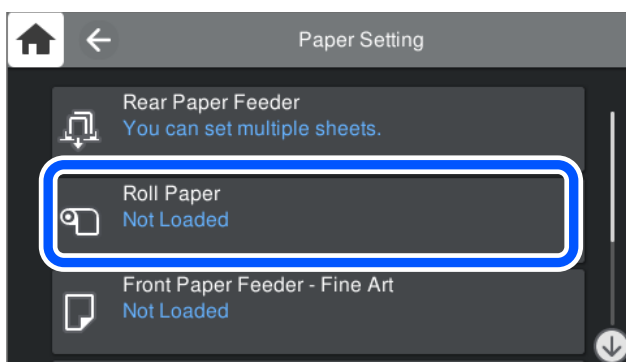 Paper Setting
Rear Paper Feeder
You can set multiple sheets.
Roll Paper
Not Loaded
Front Paper Feeder - Fine Art
Not Loaded